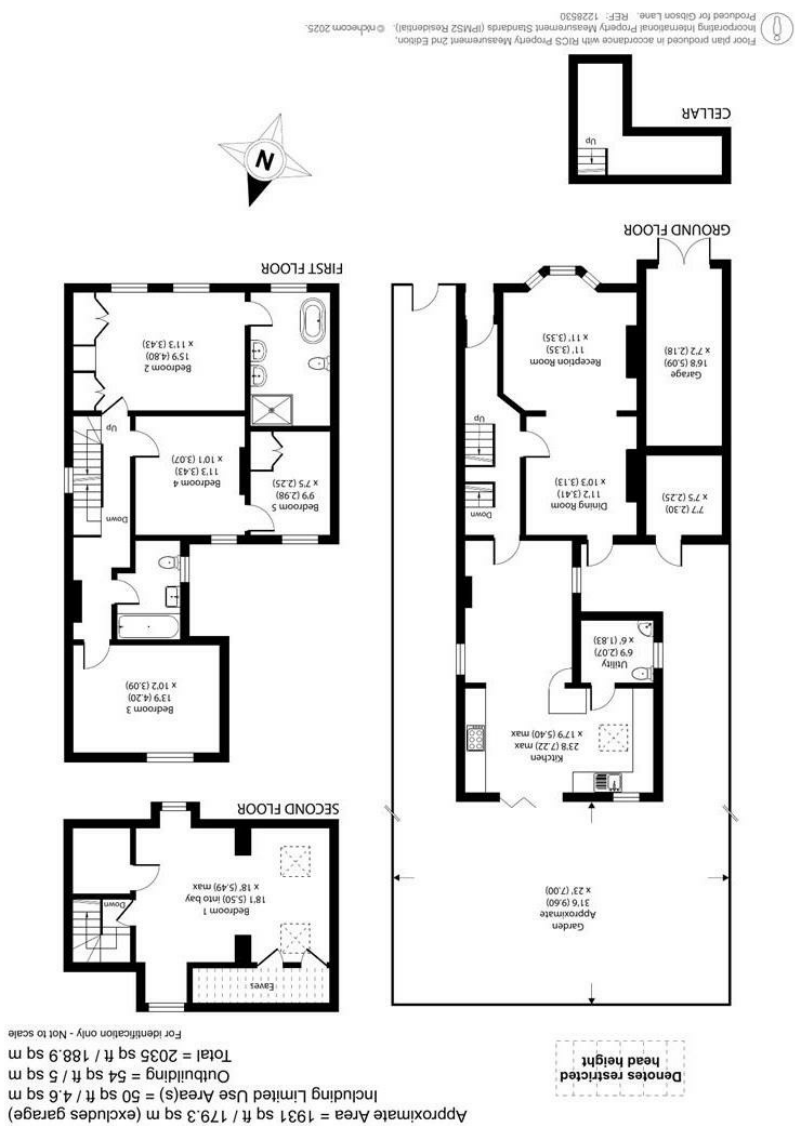 Approximate Area = 1931 sq ft / 179.3 sq m (excludes garage)
Including Limited Use Area(s) = 50 sq ft / 4.6 sq m
Outbuilding = 54 sq ft / 5 sq m
Total = 2035 sq ft / 188.9 sq m
For identification only - Not to scale
Denotes restricted
head height
Garden
Approximate
31'6 (9.60)
x 23' (7.00)
Kitchen
23'8 (7.22) max
x 17'9 (5.40) max
Utility
6'9 (2.07)
x 6' (1.83)
7'7 (2.30)
x 7'5 (2.25)
Dining Room
11'2 (3.41)
x 10'3 (3.13)
Down
Up
Garage
16'8 (5.09)
x 7'2 (2.18)
Reception Room
11' (3.35)
x 11' (3.35)
GROUND FLOOR
Eaves
Bedroom 1
18'1 (5.50) into bay
x 18' (5.49) max
Down
SECOND FLOOR
Bedroom 3
13'9 (4.20)
x 10'2 (3.09)
Down
Bedroom 5
9'9 (2.98)
x 7'5 (2.25)
Bedroom 4
11'3 (3.43)
x 10'1 (3.07)
Up
Bedroom 2
15'9 (4.80)
x 11'3 (3.43)
FIRST FLOOR
N
Up
CELLAR
Floor plan produced in accordance with RICS Property Measurement 2nd Edition,
Incorporating International Property Measurement Standards (IPMS2 Residential). © nichecom 2025.
Produced for Gibson Lane. REF: 1228530